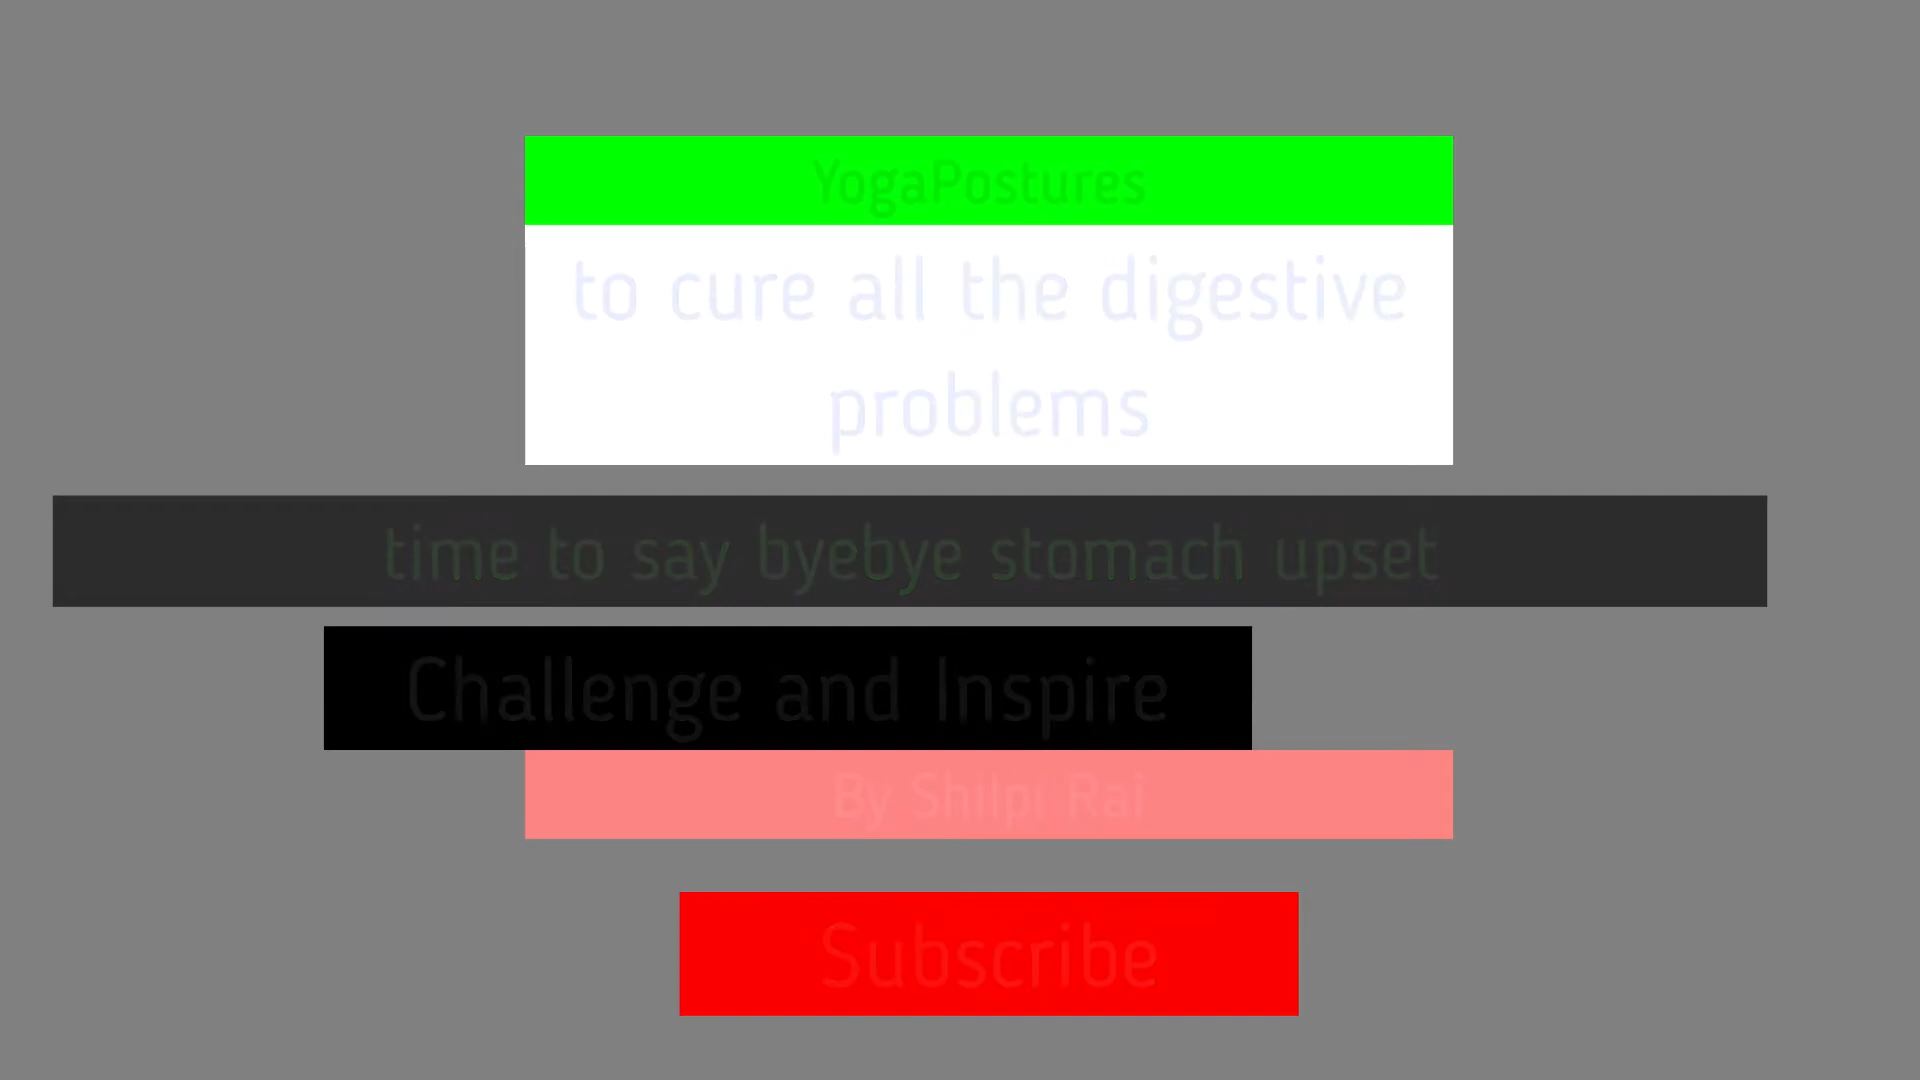 YogaPostures
to cure all the digestive
problems
time to say byebye stomach upset
Challenge and Inspire
By Shilpi Rai
Subscribe